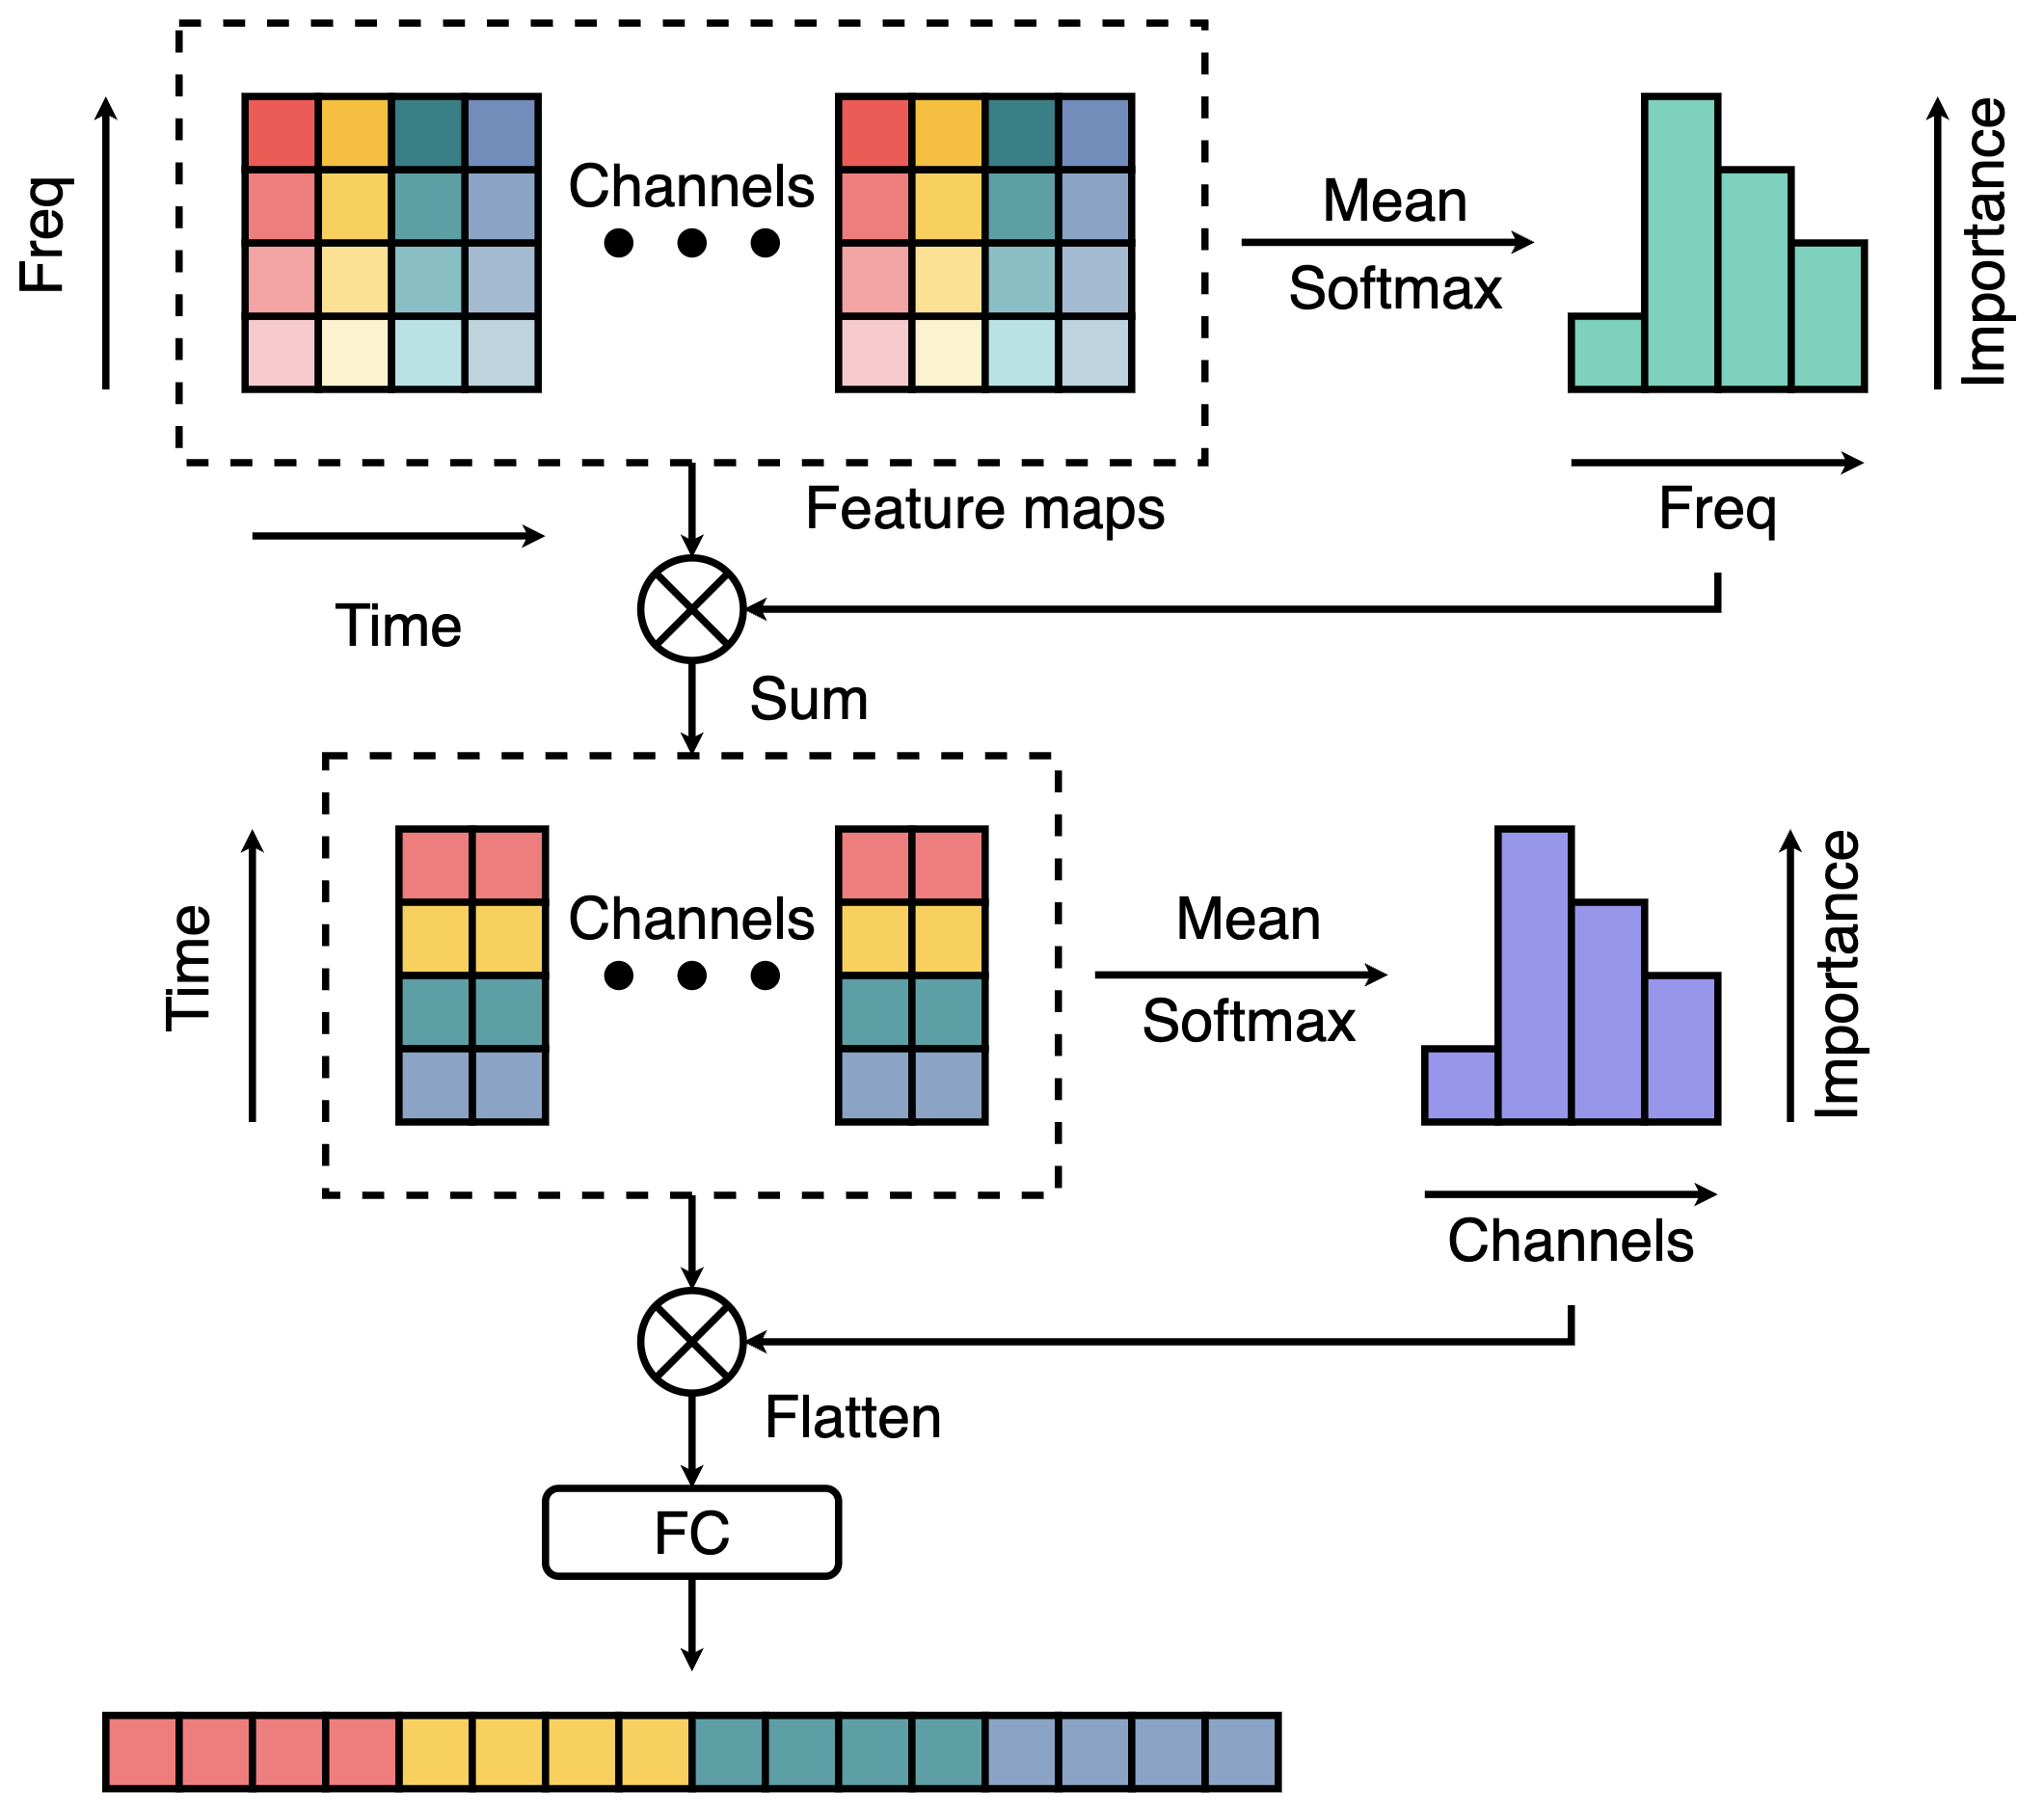 Freq
Channels
Mean
Softmax
Importance
Freq
Feature maps
Time
Sum
Time
Channels
Mean
Softmax
Importance
Channels
Flatten
FC